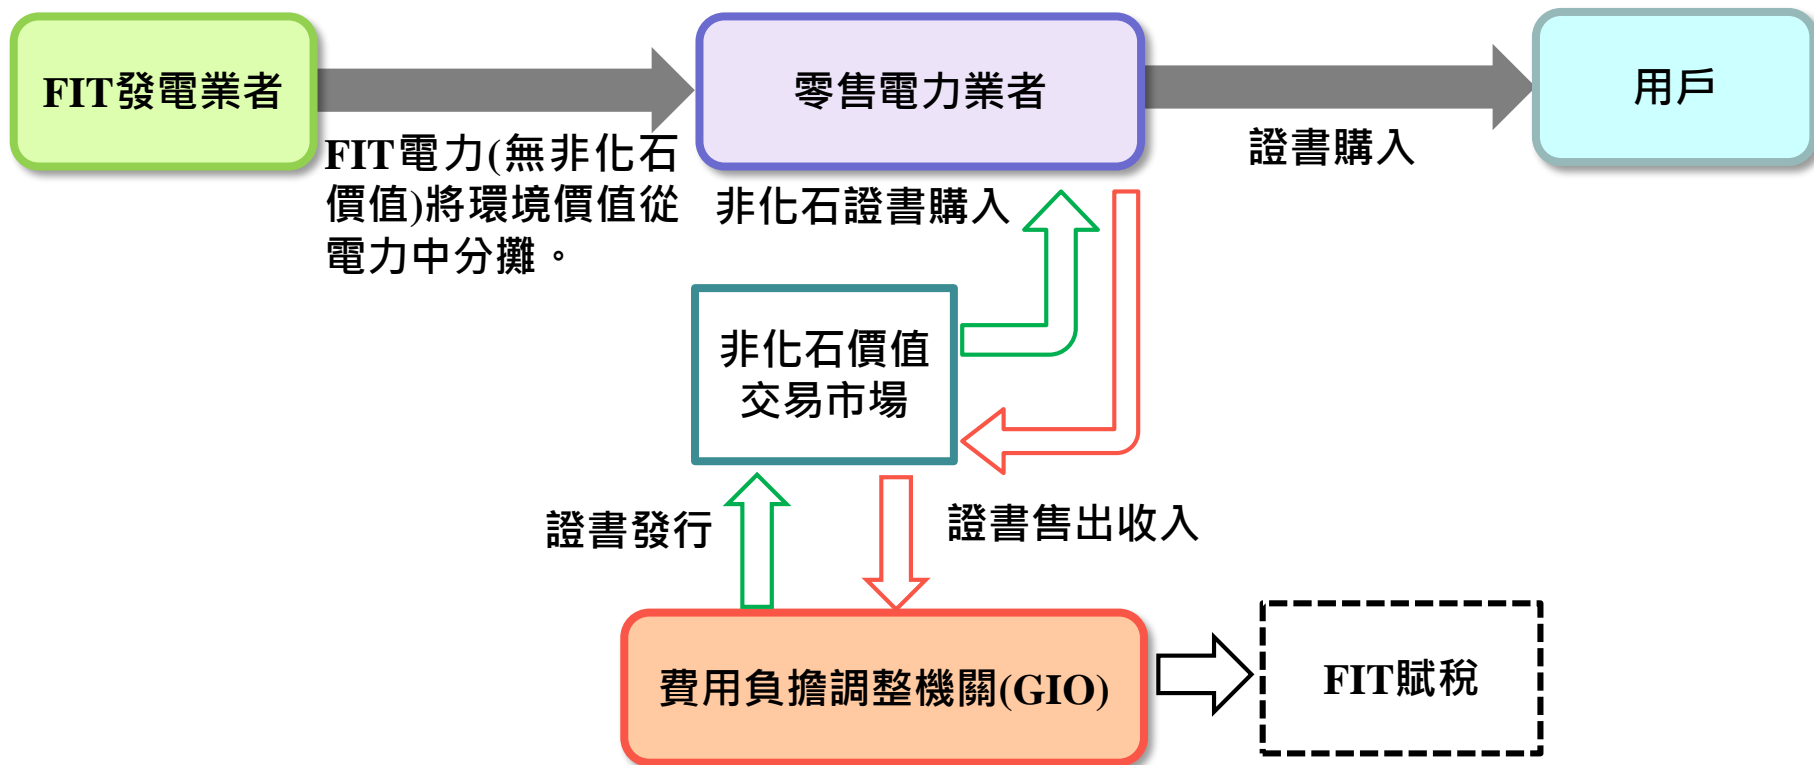 FIT發電業者
零售電力業者
用戶
FIT電力(無非化石
價值)將環境價值從
電力中分攤。
證書購入
非化石證書購入
非化石價值
交易市場
證書發行
證書售出收入
費用負擔調整機關(GIO)
FIT賦稅